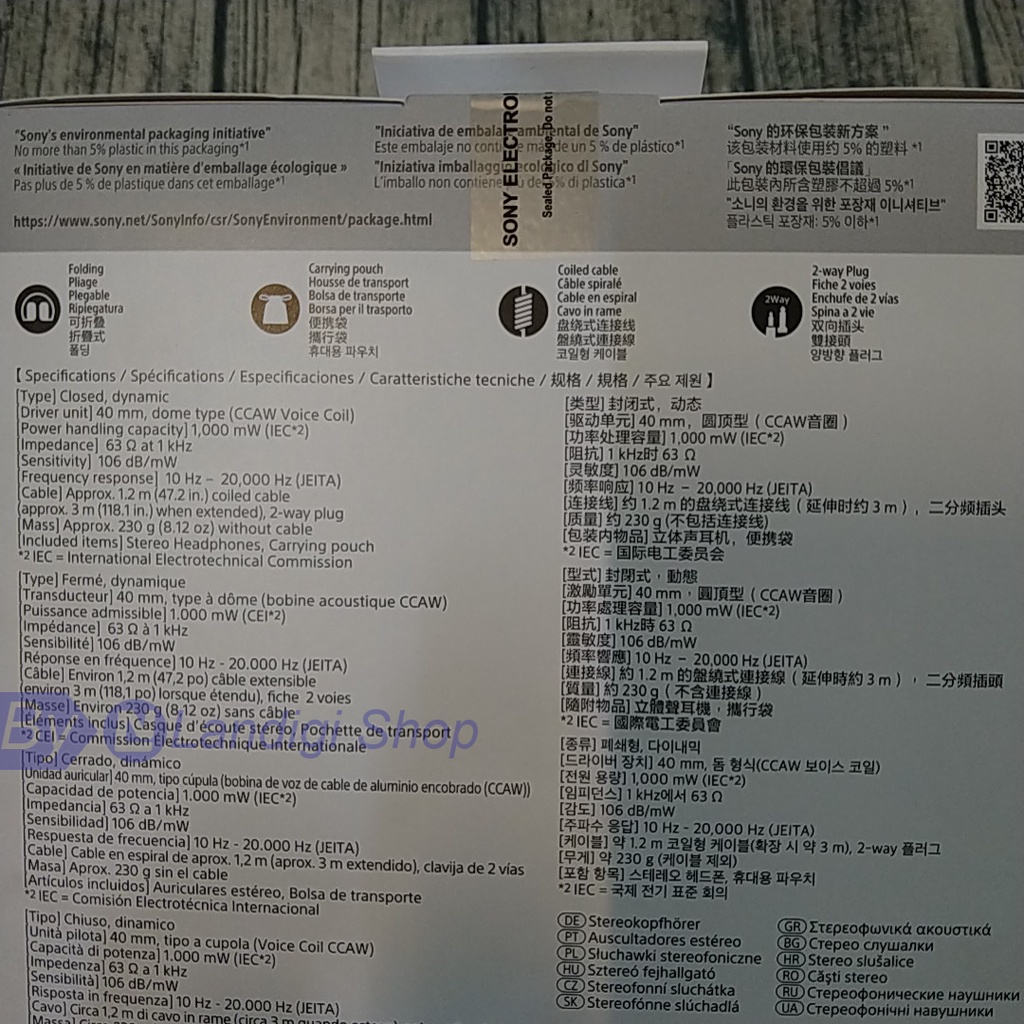 "Sony's environmental packaging initiative"
No more than 5% plastic in this packaging*1
« Initiative de Sony en matière d'emballage écologique »
Pas plus de 5 % de plastique dans cet emballage*1
https://www.sony.net/SonyInfo/csr/SonyEnvironment/package.html
"Iniciativa de ambiental de Sony"
Este embalaje no de un 5 % de plástico*1
"Iniziativa ecologico di Sony"
L'imballo non di plastica*1
SONY ELECTRO
Sealed Package. Do not
"Sony 的环保包装新方案"
该包装材料使用约 5% 的塑料 *1
「Sony 的環保包裝倡議」
此包裝內所含塑膠不超過 5%*1
"소니의 환경을 위한 포장재 이니셔티브"
플라스틱 포장재: 5% 이하*1
Folding
Pliage
Plegable
Riplegatura
可折叠
折疊式
폴딩
Carrying pouch
Housse de transport
Bolsa de transporte
Borsa per il trasporto
便携袋
攜行袋
휴대용 파우치
Coiled cable
Câble spiralé
Cable en espiral
Cavo in rame
盘绕式连接线
盤繞式連接線
코일형 케이블
2Way
2-way Plug
Fiche 2 voies
Enchufe de 2 vías
Spina a 2 vie
双向插头
雙接頭
양방향 플러그
【 Specifications / Spécifications / Especificaciones / Caratteristiche tecniche / 规格 / 規格 / 주요 제원 】
[Type] Closed, dynamic
[Driver unit] 40 mm, dome type (CCAW Voice Coil)
[Power handling capacity] 1,000 mW (IEC*2)
[Impedance] 63 Ω at 1 kHz
[Sensitivity] 106 dB/mW
[Frequency response] 10 Hz – 20,000 Hz (JEITA)
[Cable] Approx. 1.2 m (47.2 in.) coiled cable
(approx. 3 m (118.1 in.) when extended), 2-way plug
[Mass] Approx. 230 g (8.12 oz) without cable
[Included items] Stereo Headphones, Carrying pouch
*2 IEC = International Electrotechnical Commission
[Type] Fermé, dynamique
[Transducteur] 40 mm, type à dôme (bobine acoustique CCAW)
[Puissance admissible] 1.000 mW (CEI*2)
[Impédance] 63 Ω à 1 kHz
[Sensibilité] 106 dB/mW
[Réponse en fréquence] 10 Hz - 20.000 Hz (JEITA)
[Câble] Environ 1,2 m (47,2 po) câble extensible
(environ 3 m (118,1 po) lorsque étendu), fiche 2 voies
[Masse] Environ 230 g (8,12 oz) sans câble
[Éléments inclus] Casque d'écoute stéréo, Pochette de transport
*2 CEI = Commission Électrotechnique Internationale
By © Landigi Shop
[Tipo] Cerrado, dinámico
[Unidad auricular] 40 mm, tipo cúpula (bobina de voz de cable de aluminio encobrado (CCAW))
[Capacidad de potencia] 1.000 mW (IEC*2)
[Impedancia] 63 Ω a 1 kHz
[Sensibilidad] 106 dB/mW
[Respuesta de frecuencia] 10 Hz - 20.000 Hz (JEITA)
[Cable] Cable en espiral de aprox. 1,2 m (aprox. 3 m extendido), clavija de 2 vías
[Masa] Aprox. 230 g sin el cable
[Artículos incluidos] Auriculares estéreo, Bolsa de transporte
*2 IEC = Comisión Electrotécnica Internacional
[Tipo] Chiuso, dinamico
[Unità pilota] 40 mm, tipo a cupola (Voice Coil CCAW)
[Capacità di potenza] 1.000 mW (IEC*2)
[Impedenza] 63 Ω a 1 kHz
[Sensibilità] 106 dB/mW
[Risposta in frequenza] 10 Hz - 20.000 Hz (JEITA)
[Cavo] Circa 1,2 m di cavo in rame (circa 3 m quando
[Massa] Circa 230
[类型] 封闭式，动态
[驱动单元] 40 mm，圆顶型（CCAW音圈）
[功率处理容量] 1,000 mW (IEC*2)
[阻抗] 1 kHz时 63 Ω
[灵敏度] 106 dB/mW
[频率响应] 10 Hz – 20,000 Hz (JEITA)
[连接线] 约 1.2 m 的盘绕式连接线（延伸时约 3 m），二分频插头
[质量] 约 230 g (不包括连接线)
[包装内物品] 立体声耳机，便携袋
*2 IEC = 国际电工委员会
[型式] 封閉式，動態
[激勵單元] 40 mm，圓頂型（CCAW音圈）
[功率處理容量] 1,000 mW (IEC*2)
[阻抗] 1 kHz時 63 Ω
[靈敏度] 106 dB/mW
[頻率響應] 10 Hz – 20,000 Hz (JEITA)
[連接線] 約 1.2 m 的盤繞式連接線（延伸時約 3 m），二分頻插頭
[質量] 約 230 g（不含連接線）
[隨附物品] 立體聲耳機，攜行袋
*2 IEC = 國際電工委員會
[종류] 폐쇄형, 다이내믹
[드라이버 장치] 40 mm, 돔 형식(CCAW 보이스 코일)
[전원 용량] 1,000 mW (IEC*2)
[임피던스] 1 kHz에서 63 Ω
[감도] 106 dB/mW
[주파수 응답] 10 Hz - 20,000 Hz (JEITA)
[케이블] 약 1.2 m 코일형 케이블(확장 시 약 3 m), 2-way 플러그
[무게] 약 230 g (케이블 제외)
[포함 항목] 스테레오 헤드폰, 휴대용 파우치
*2 IEC = 국제 전기 표준 회의
DE Stereokopfhörer
PT Auscultadores estéreo
PL Słuchawki stereofoniczne
HU Sztereó fejhallgató
CZ Stereofonní sluchátka
SK Stereofónne slúchadlá
GR Στερεοφωνικά ακουστικά
BG Стерео слушалки
HR Stereo slušalice
RO Căşti stereo
RU Стереофонические наушники
UA Стереофонічні навушники